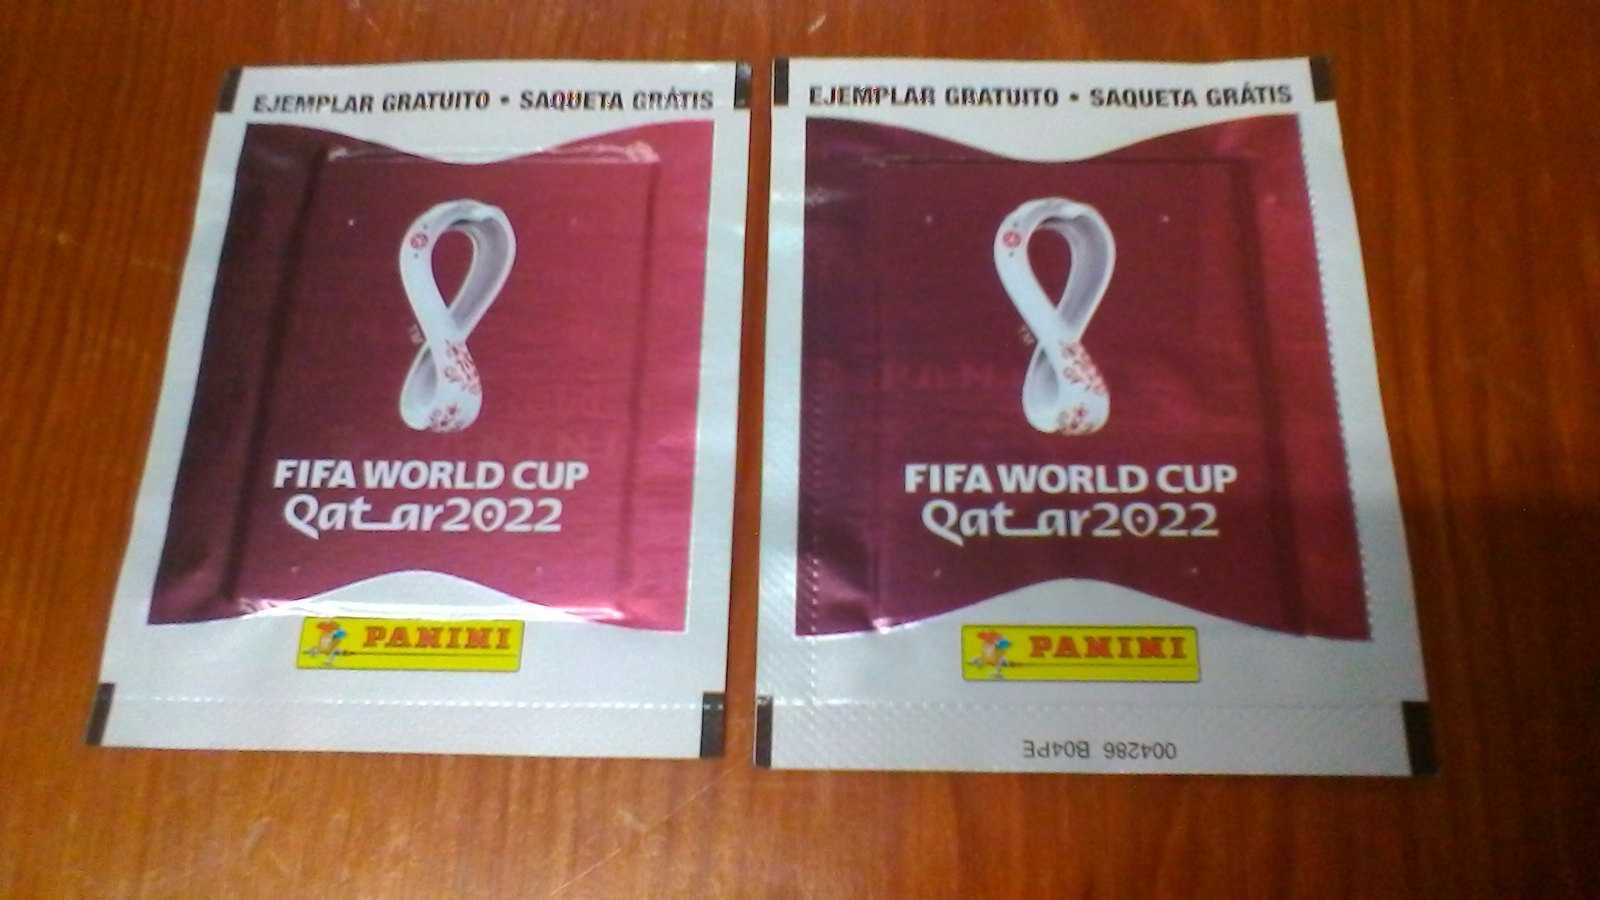 EJEMPLAR GRATUITO • SAQUETA GRÁTIS
FIFA WORLD CUP
Qatar2022
PANINI
EJEMPLAR GRATUITO • SAQUETA GRÁTIS
TM
FIFA WORLD CUP
Qatar2022
PANINI
004286 B04PE